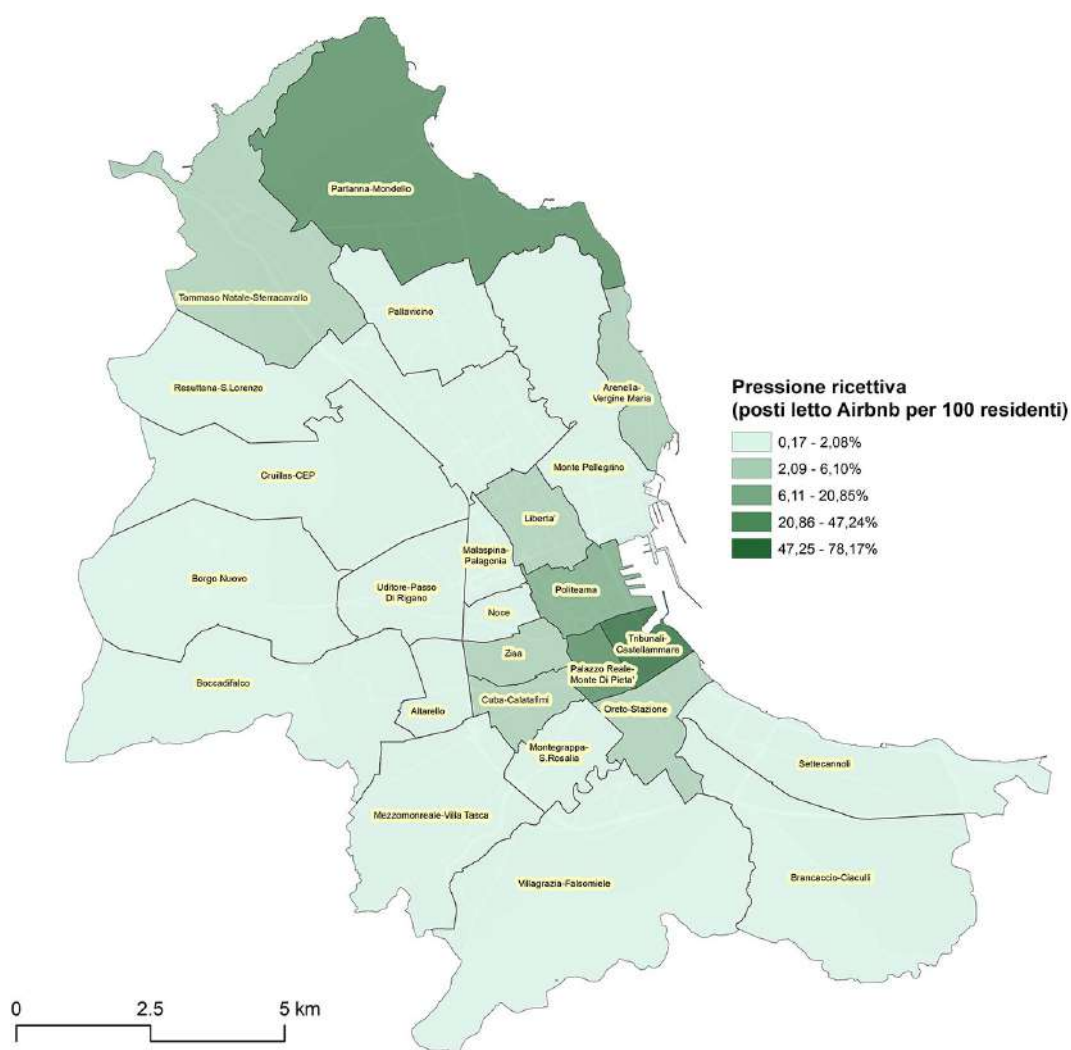 Partanna-Mondello
Tommaso Natale-Sferracavallo
Pallavicino
Resuttana-S.Lorenzo
Arenella-
Vergine Maria
Pressione ricettiva
(posti letto Airbnb per 100 residenti)
0,17 - 2,08%
2,09 - 6,10%
6,11 - 20,85%
20,86 - 47,24%
47,25 - 78,17%
Cruillas-CEP
Monte Pellegrino
Liberta'
Malaspina-
Palagonia
Borgo Nuovo
Uditore-Passo
Di Rigano
Politeama
Noce
Tribunali-
Castellammare
Zisa
Palazzo Reale-
Monte Di Pieta'
Boccadifalco
Cuba-Calatafimi
Altarello
Oreto-Stazione
Montegrappa-
S.Rosalia
Settecannoli
Mezzomonreale-Villa Tasca
Villagrazia-Falsomiele
Brancaccio-Ciaculli
0 2.5 5 km